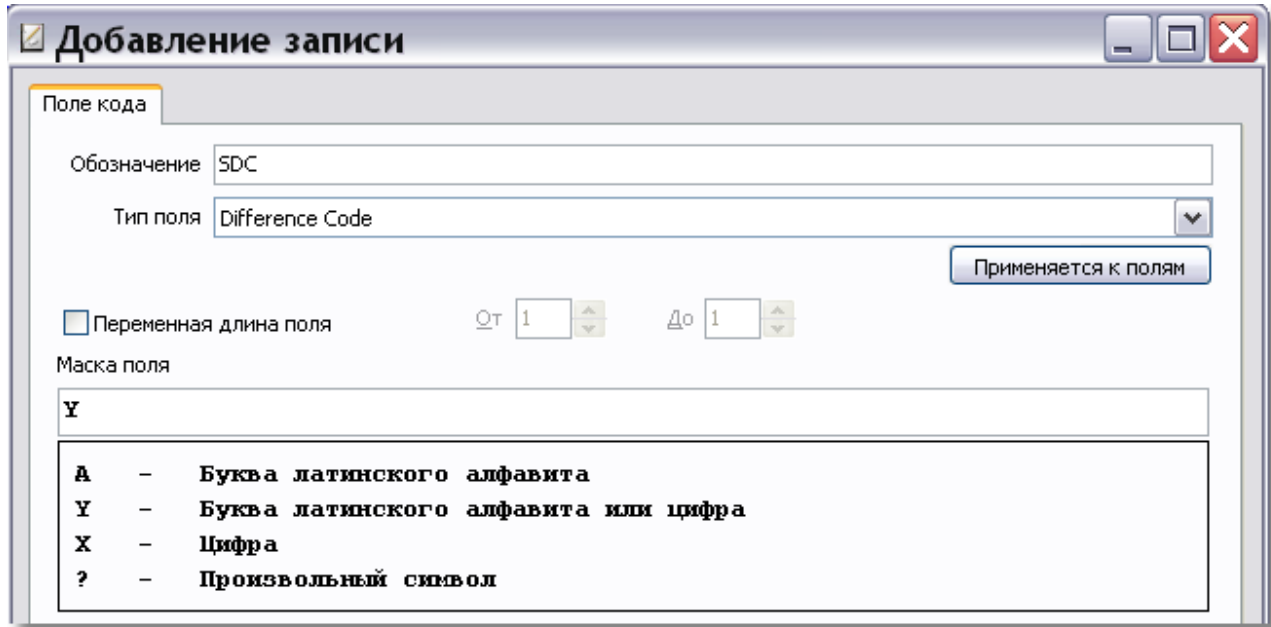 Добавление записи
Поле кода
Обозначение SDC
Тип поля Difference Code
Применяется к полям
Переменная длина поля От 1 До 1
Маска поля
Y
A - Буква латинского алфавита
Y - Буква латинского алфавита или цифра
X - Цифра
? - Произвольный символ